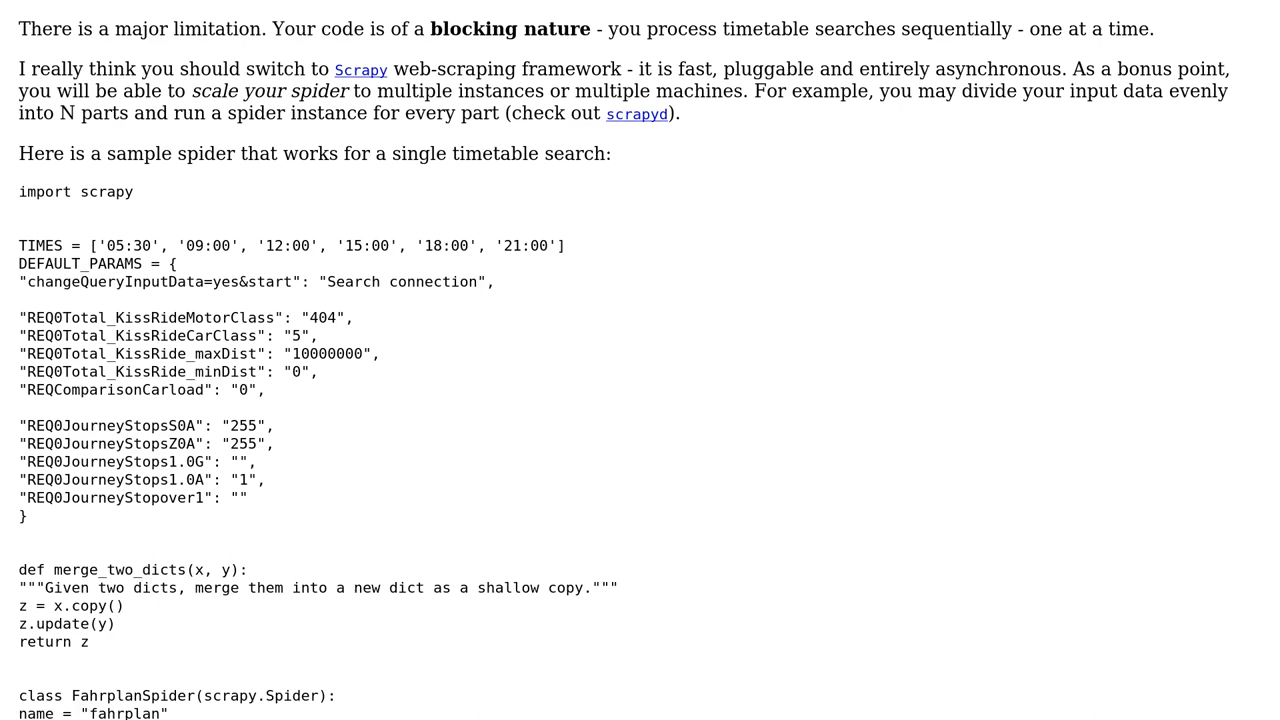 There is a major limitation. Your code is of a blocking nature - you process timetable searches sequentially - one at a time.
I really think you should switch to Scrapy web-scraping framework - it is fast, pluggable and entirely asynchronous. As a bonus point,
you will be able to scale your spider to multiple instances or multiple machines. For example, you may divide your input data evenly
into N parts and run a spider instance for every part (check out scrapyd).
Here is a sample spider that works for a single timetable search:
import scrapy
TIMES = ['05:30', '09:00', '12:00', '15:00', '18:00', '21:00']
DEFAULT_PARAMS = {
"changeQueryInputData=yes&start": "Search connection",
"REQ0Total_KissRideMotorClass": "404",
"REQ0Total_KissRideCarClass": "5",
"REQ0Total_KissRide_maxDist": "10000000",
"REQ0Total_KissRide_minDist": "0",
"REQComparisonCarload": "0",
"REQ0JourneyStopsS0A": "255",
"REQ0JourneyStopsZ0A": "255",
"REQ0JourneyStops1.0G": "",
"REQ0JourneyStops1.0A": "1",
"REQ0JourneyStopover1": ""
}
def merge_two_dicts(x, y):
"""Given two dicts, merge them into a new dict as a shallow copy."""
z = x.copy()
z.update(y)
return z
class FahrplanSpider(scrapy.Spider):
name = "fahrplan"